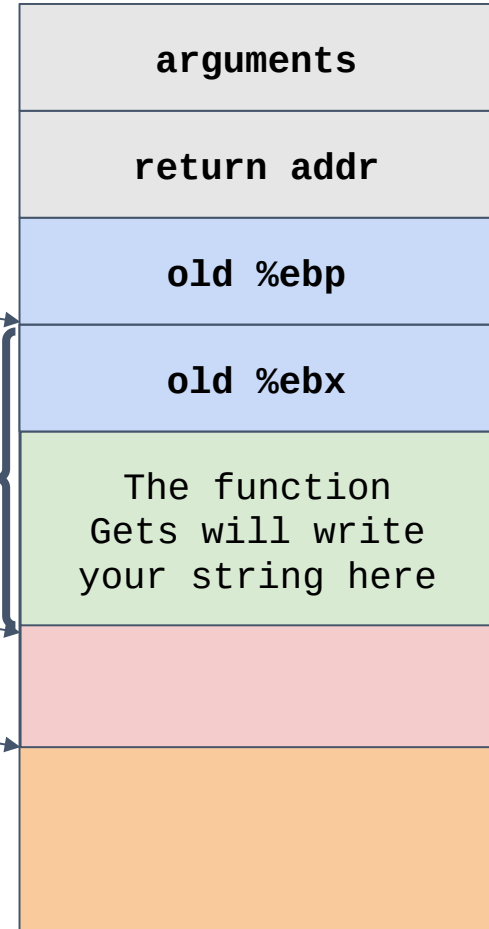 arguments
return addr
old %ebp
old %ebx
The function
Gets will write
your string here